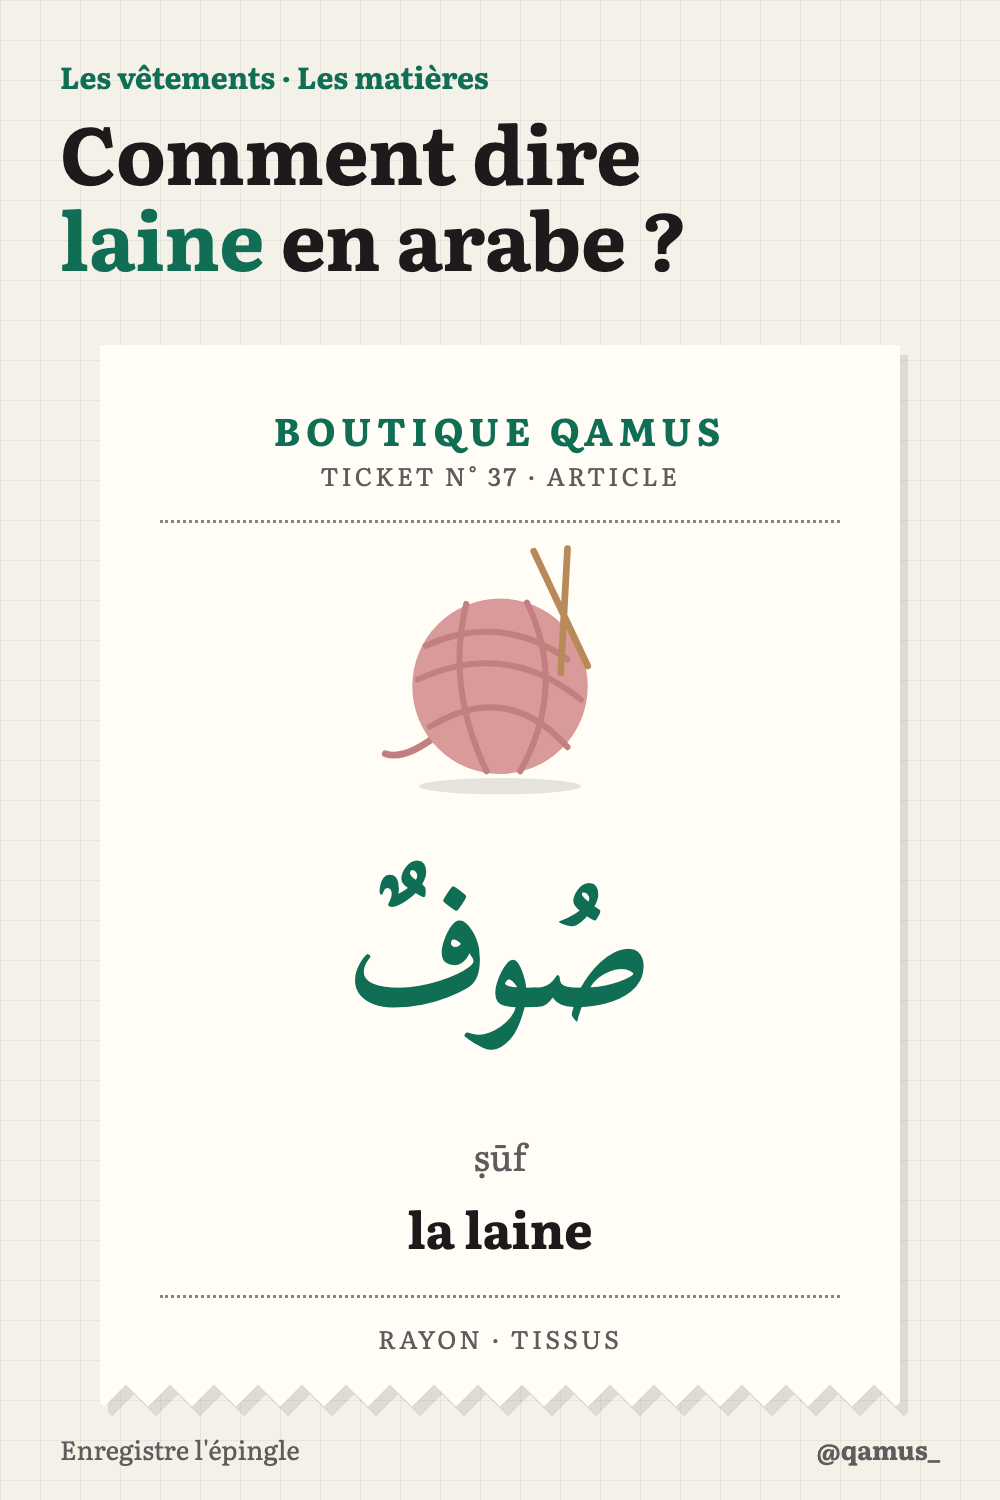 Les vêtements · Les matières
Comment dire
laine en arabe ?
BOUTIQUE QAMUS
TICKET N° 37 · ARTICLE
صُوفٌ
ṣūf
la laine
RAYON · TISSUS
Enregistre l'épingle
@qamus_